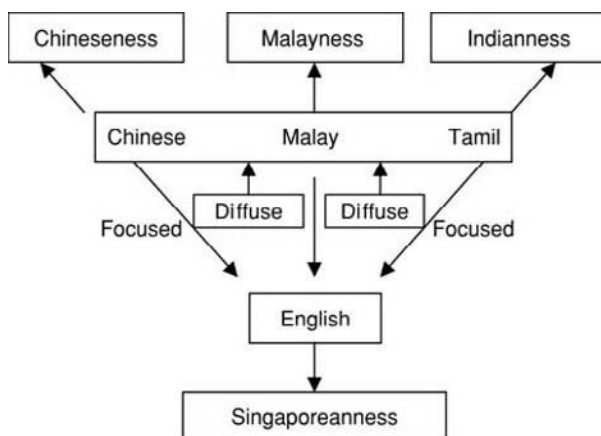 Chineseness
Malayness
Indianness
Chinese Malay Tamil
Diffuse
Diffuse
Focused
Focused
English
Singaporeanness